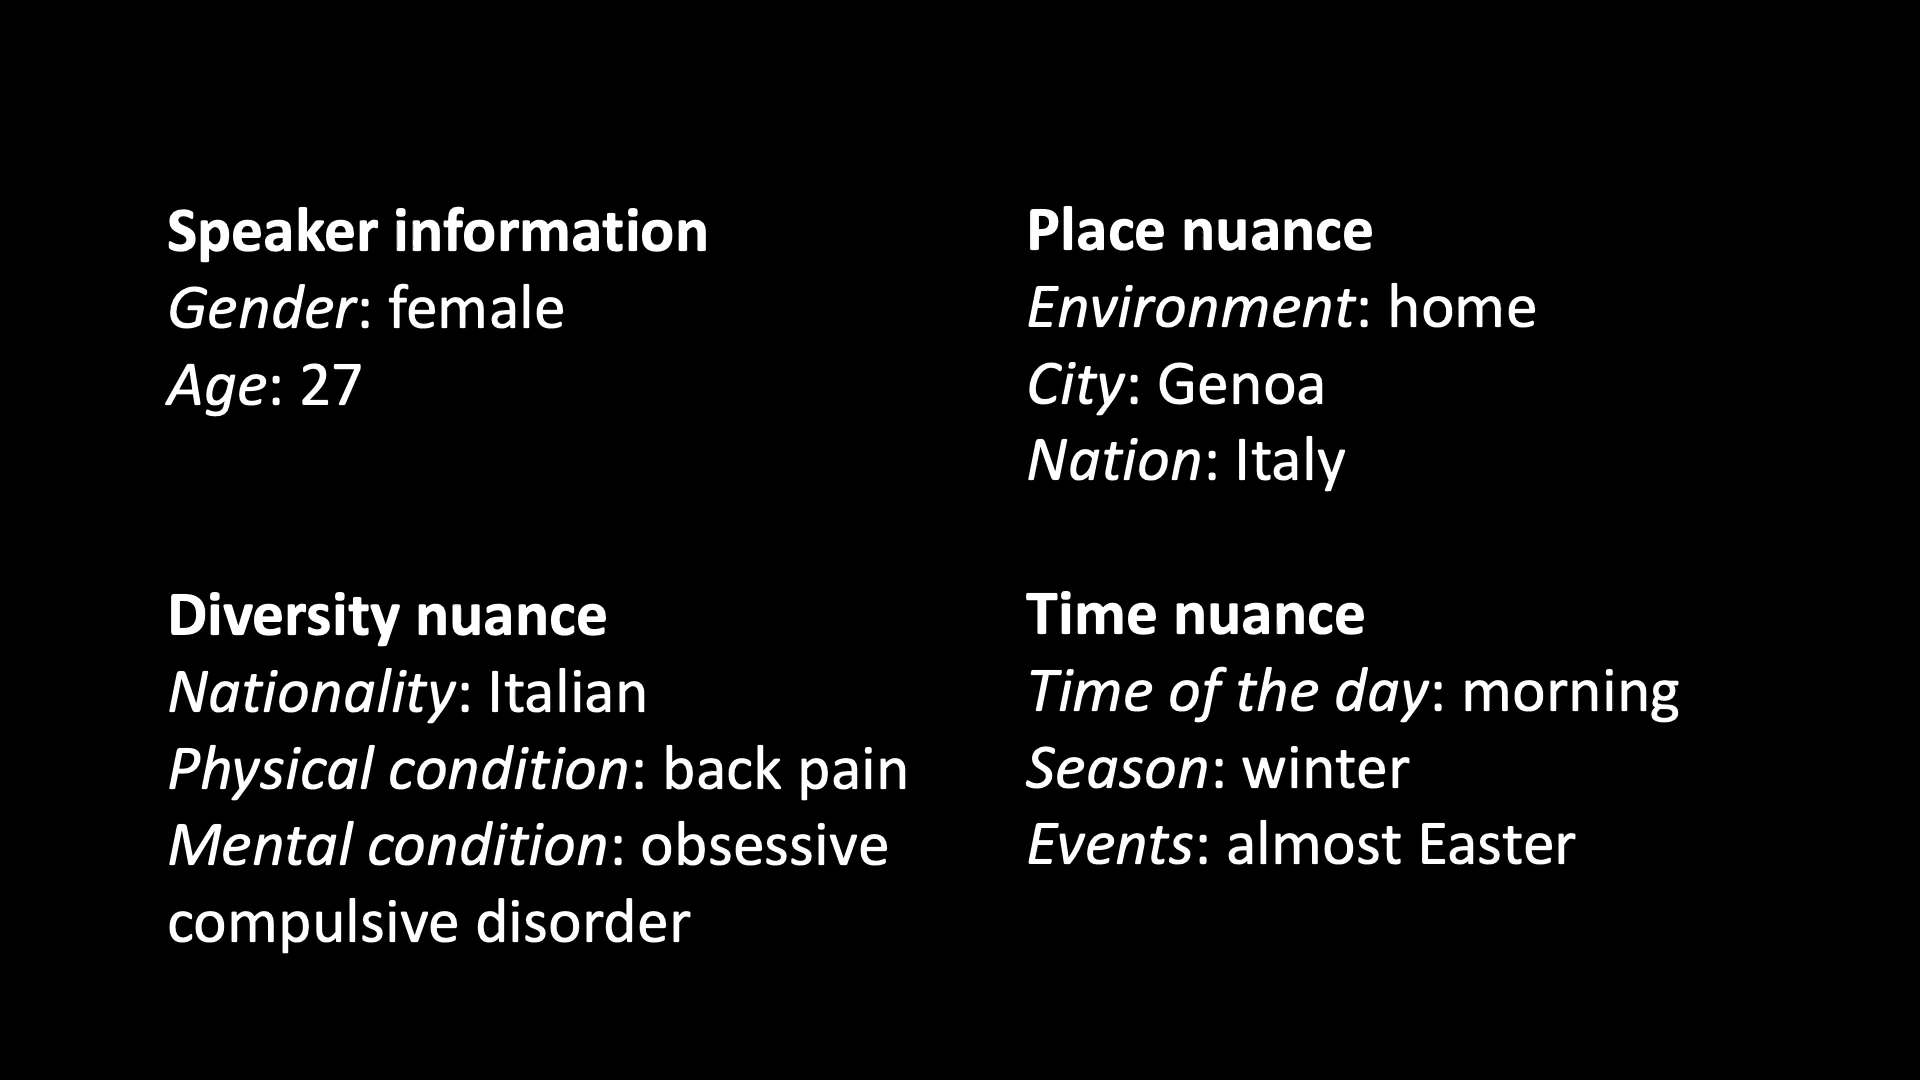 Speaker information
Gender: female
Age: 27
Diversity nuance
Nationality: Italian
Physical condition: back pain
Mental condition: obsessive
compulsive disorder
Place nuance
Environment: home
City: Genoa
Nation: Italy
Time nuance
Time of the day: morning
Season: winter
Events: almost Easter